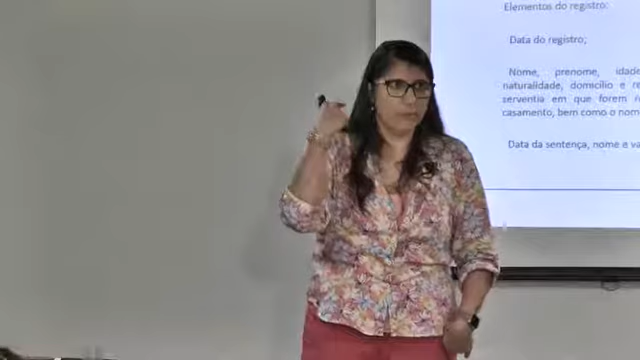 Elementos do registro:
Data do registro;
Nome, prenome, idade
naturalidade, domicílio e re
serventia em que forem r
casamento, bem como o nom
Data da sentença, nome e va